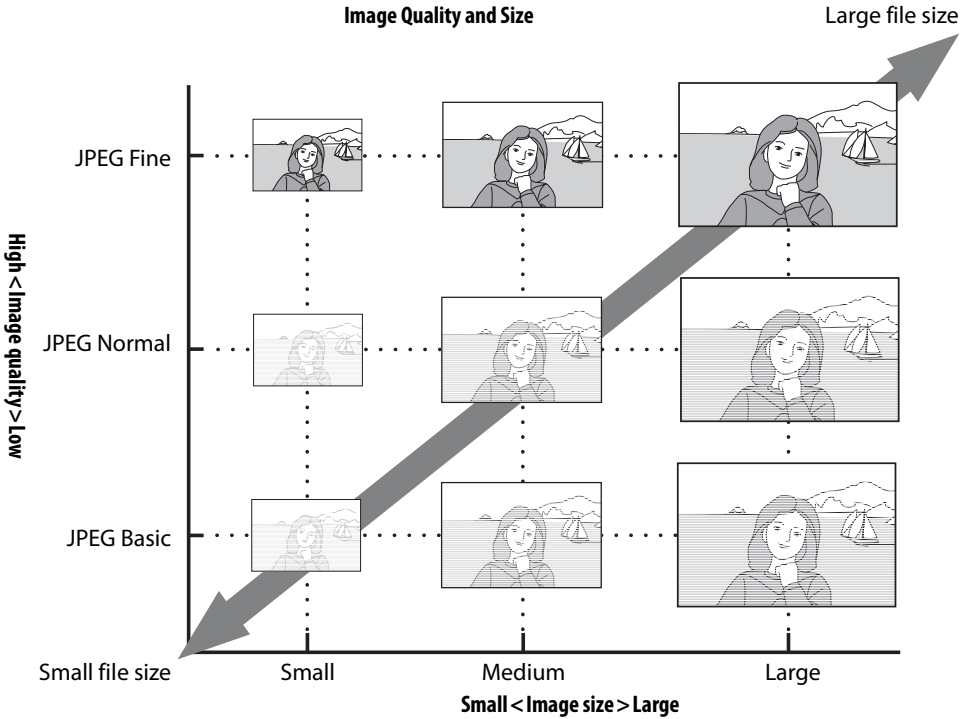 Image Quality and Size
Large file size
JPEG Fine
High < Image quality > Low
JPEG Normal
JPEG Basic
Small file size
Small
Medium
Large
Small < Image size > Large